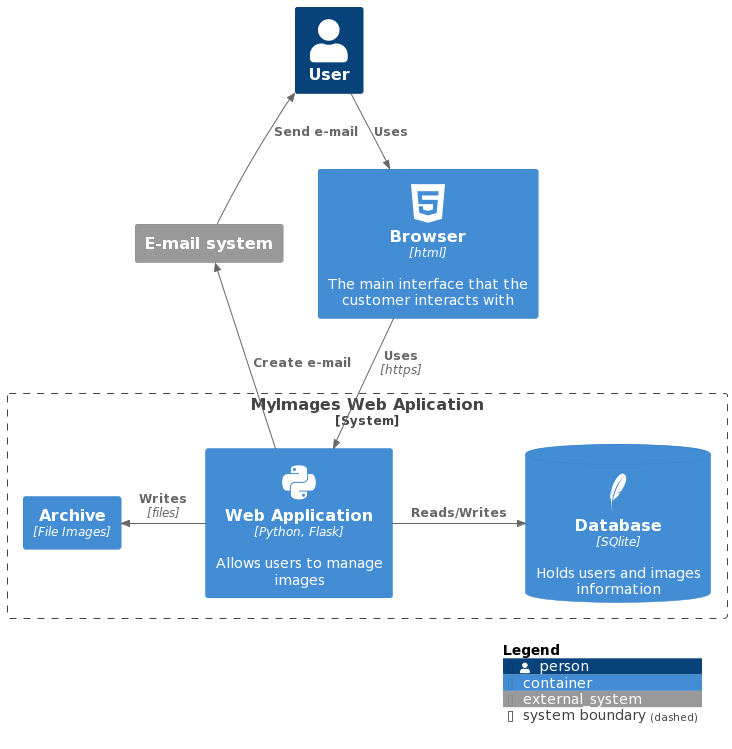 User
Send e-mail
Uses
E-mail system
Browser
[html]
The main interface that the
customer interacts with
Create e-mail
Uses
[https]
MyImages Web Aplication
[System]
Archive
[File Images]
Writes
[files]
Web Application
[Python, Flask]
Allows users to manage
images
Reads/Writes
Database
[SQlite]
Holds users and images
information
Legend
person
container
external_system
system boundary (dashed)